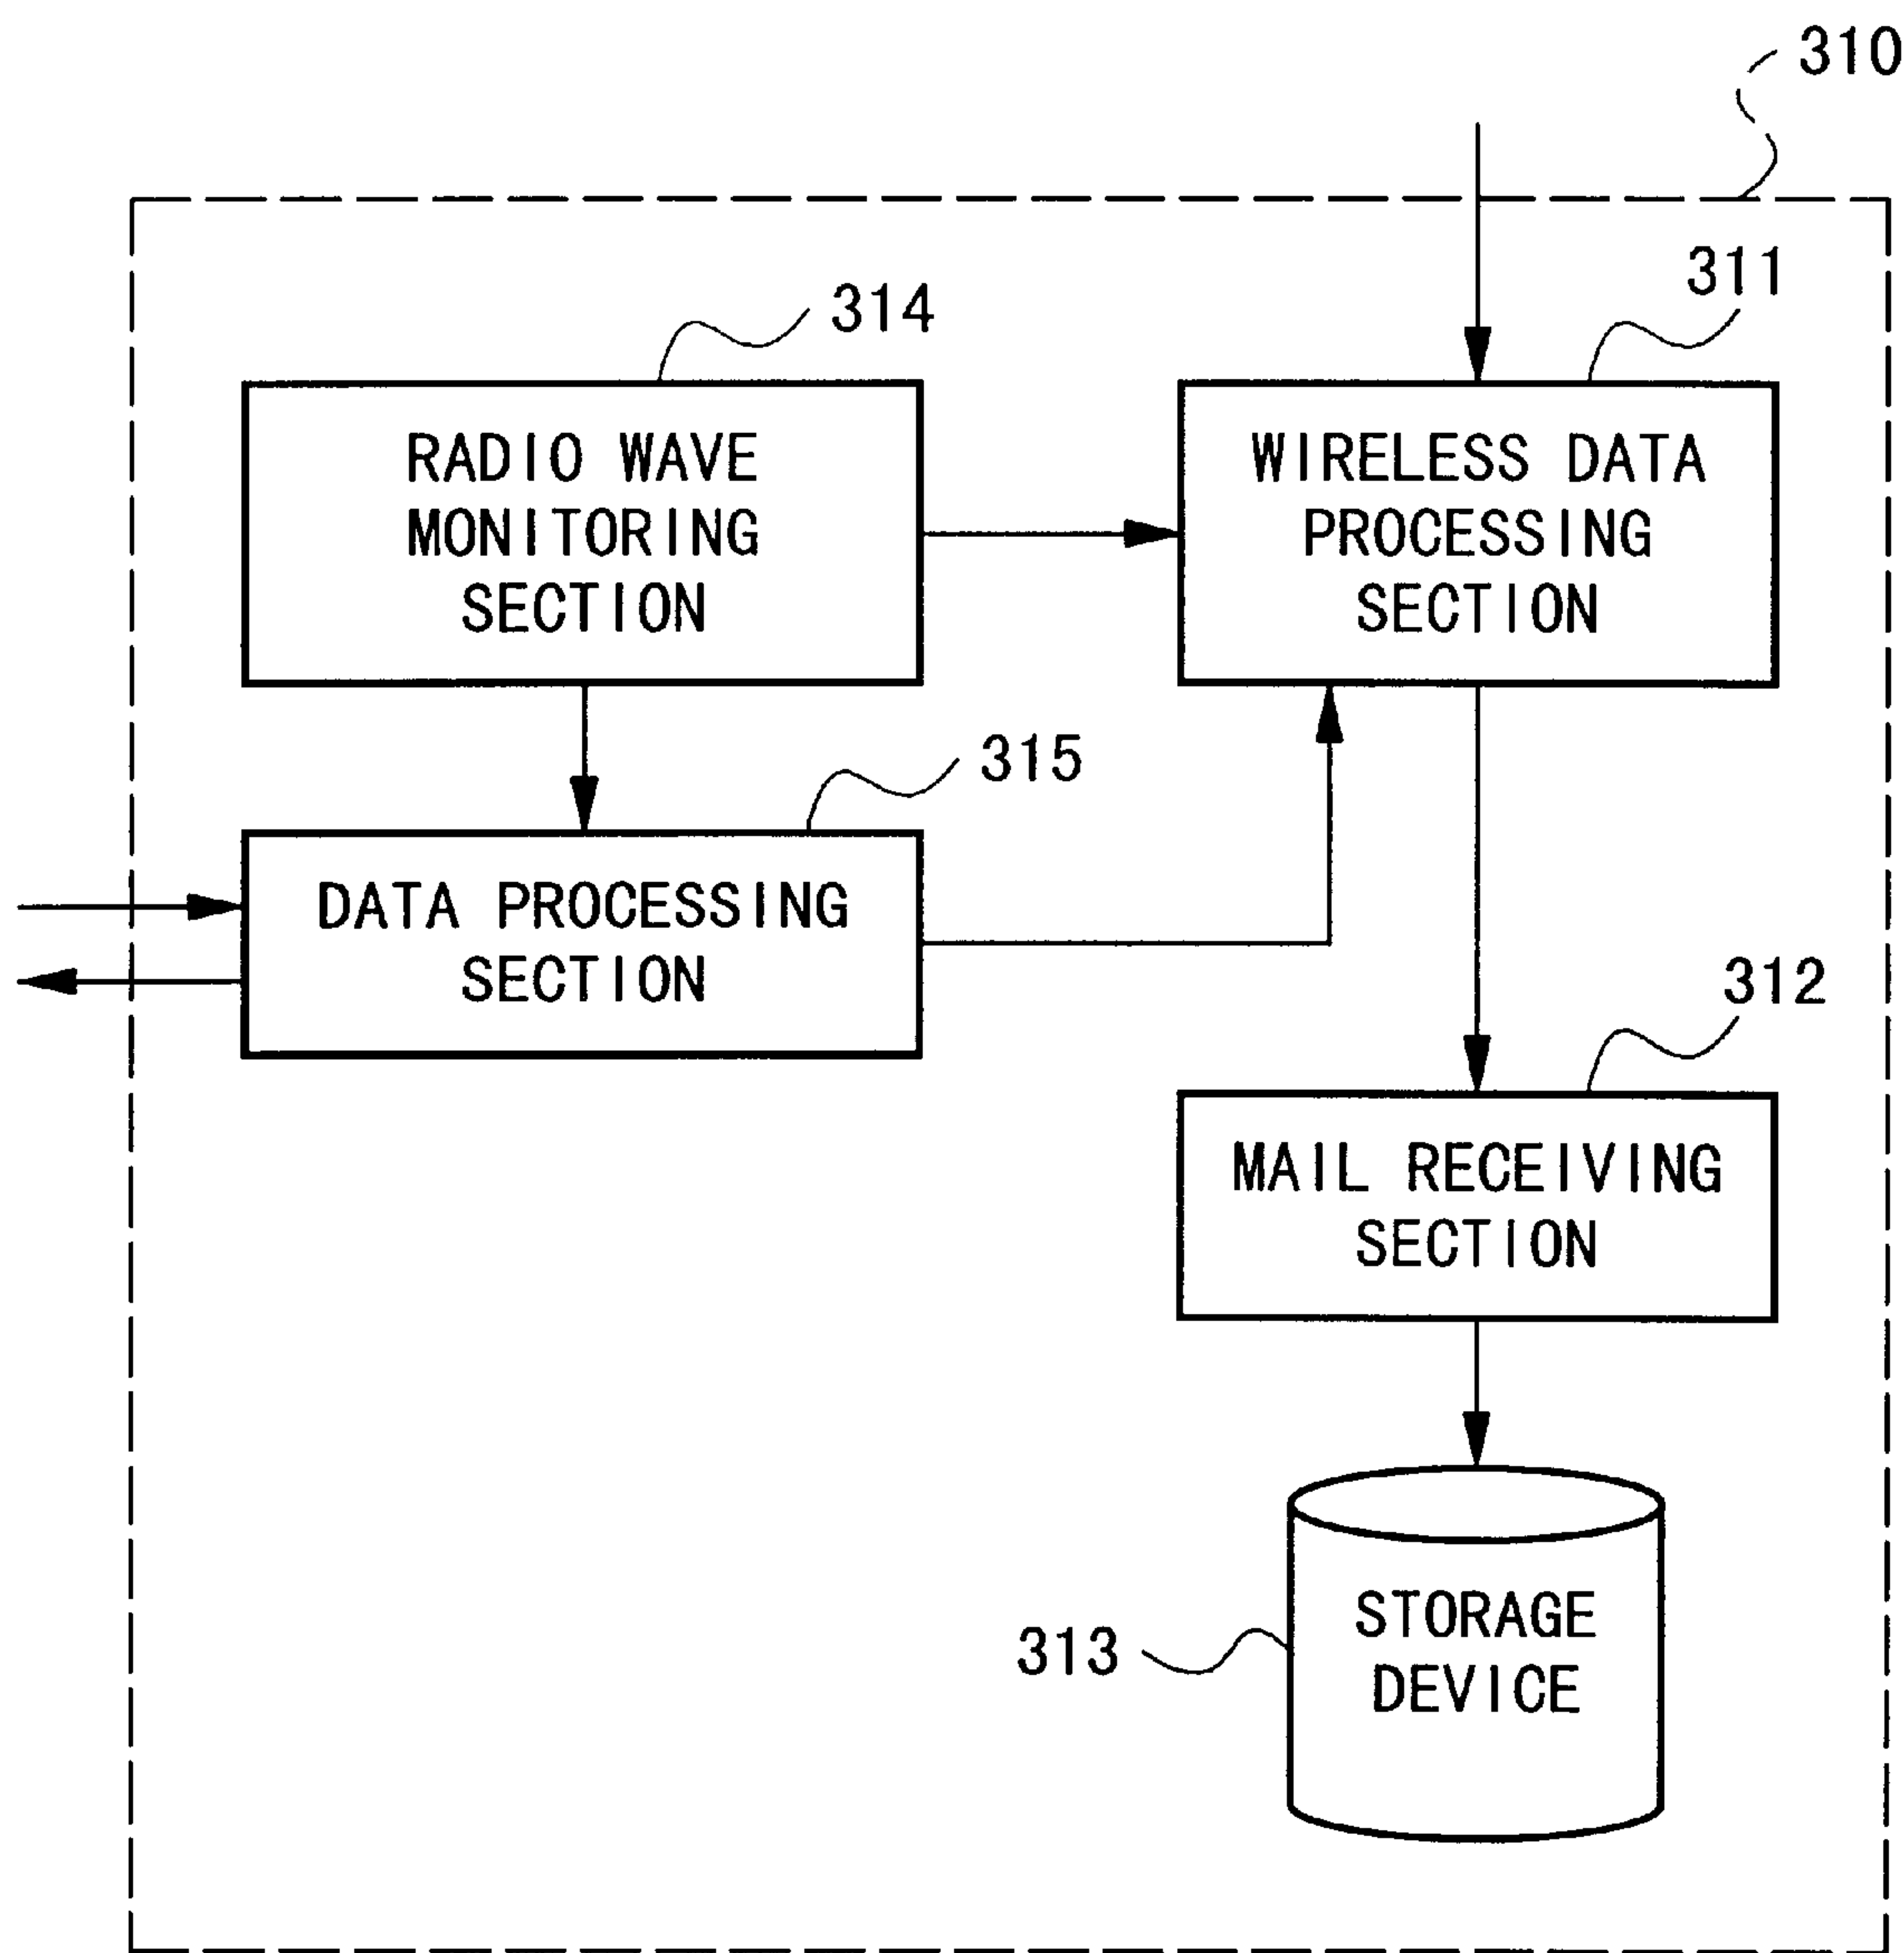 310
311
314
RADIO WAVE
MONITORING
SECTION
WIRELESS DATA
PROCESSING
SECTION
315
DATA PROCESSING
SECTION
312
MAIL RECEIVING
SECTION
313
STORAGE
DEVICE